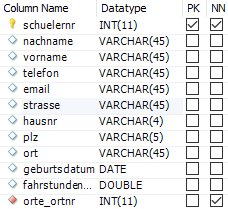 Column Name Datatype PK NN
schuelernr INT(11)
nachname VARCHAR(45)
vorname VARCHAR(45)
telefon VARCHAR(45)
email VARCHAR(45)
strasse VARCHAR(45)
hausnr VARCHAR(4)
plz VARCHAR(5)
ort VARCHAR(45)
geburtsdatum DATE
fahrstunden... DOUBLE
orte_ortnr INT(11)